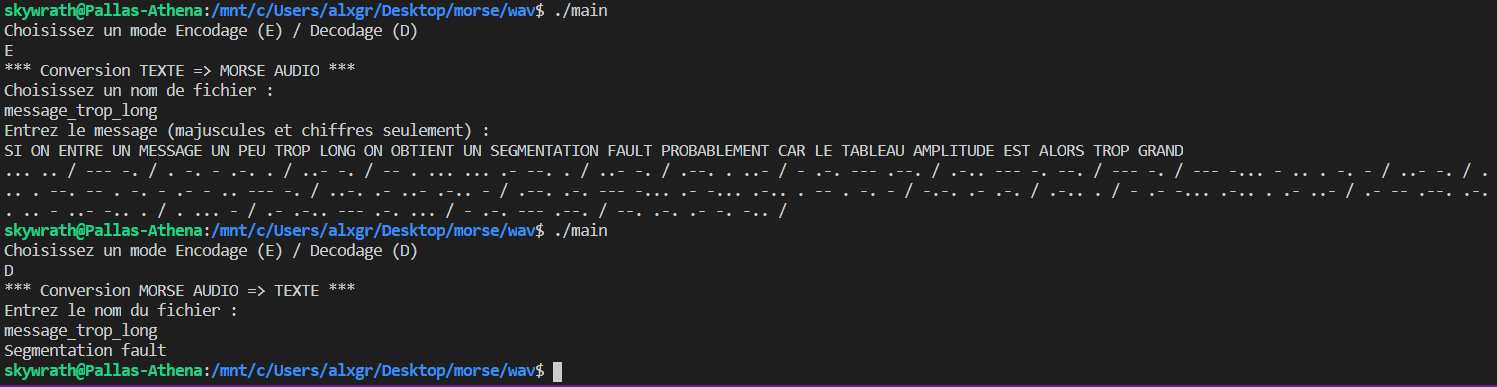 skywrath@Pallas-Athena:/mnt/c/Users/alxgr/Desktop/morse/wav$ ./main
Choisissez un mode Encodage (E) / Decodage (D)
E
*** Conversion TEXTE => MORSE AUDIO ***
Choisissez un nom de fichier :
message_trop_long
Entrez le message (majuscules et chiffres seulement) :
SI ON ENTRE UN MESSAGE UN PEU TROP LONG ON OBTIENT UN SEGMENTATION FAULT PROBABLEMENT CAR LE TABLEAU AMPLITUDE EST ALORS TROP GRAND
... .. / --- -. / . -. - .-. . / ..- -. / -- . ... ... .- --. . / ..- -. / .--. . ..- / - .-. --- .--. / .-.. --- -. --. / --- -. / --- -... - .. . -. - / ..- -. / .
.. . --. -- . -. - .- - .. --- -. / ..-. .- ..- .-.. - / .--. .-. --- -... .- -... .-.. . -- . -. - / -.-. .- .-. / .-.. . / - .- -... .-.. . .- ..- / .- -- .--. .-.
. .. - ..- -.. . / . ... - / .- .-.. --- .-. ... / - .-. --- .--. / --. .-. .- -. -.. /
skywrath@Pallas-Athena:/mnt/c/Users/alxgr/Desktop/morse/wav$ ./main
Choisissez un mode Encodage (E) / Decodage (D)
D
*** Conversion MORSE AUDIO => TEXTE ***
Entrez le nom du fichier :
message_trop_long
Segmentation fault
skywrath@Pallas-Athena:/mnt/c/Users/alxgr/Desktop/morse/wav$